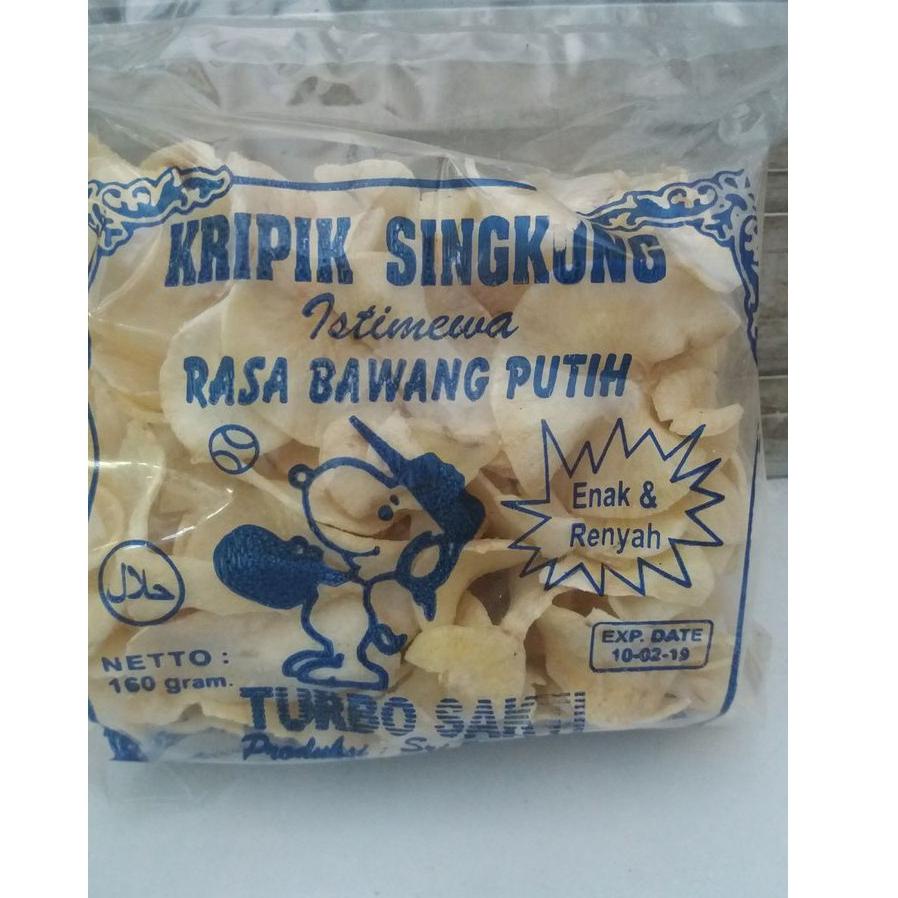 KRIPIK SINGKONG
Istimewa
RASA BAWANG PUTIH
Enak &
Renyah
حلال
EXP. DATE
10-02-19
NETTO :
160 gram.
TURBO SAKTI
Produksi :